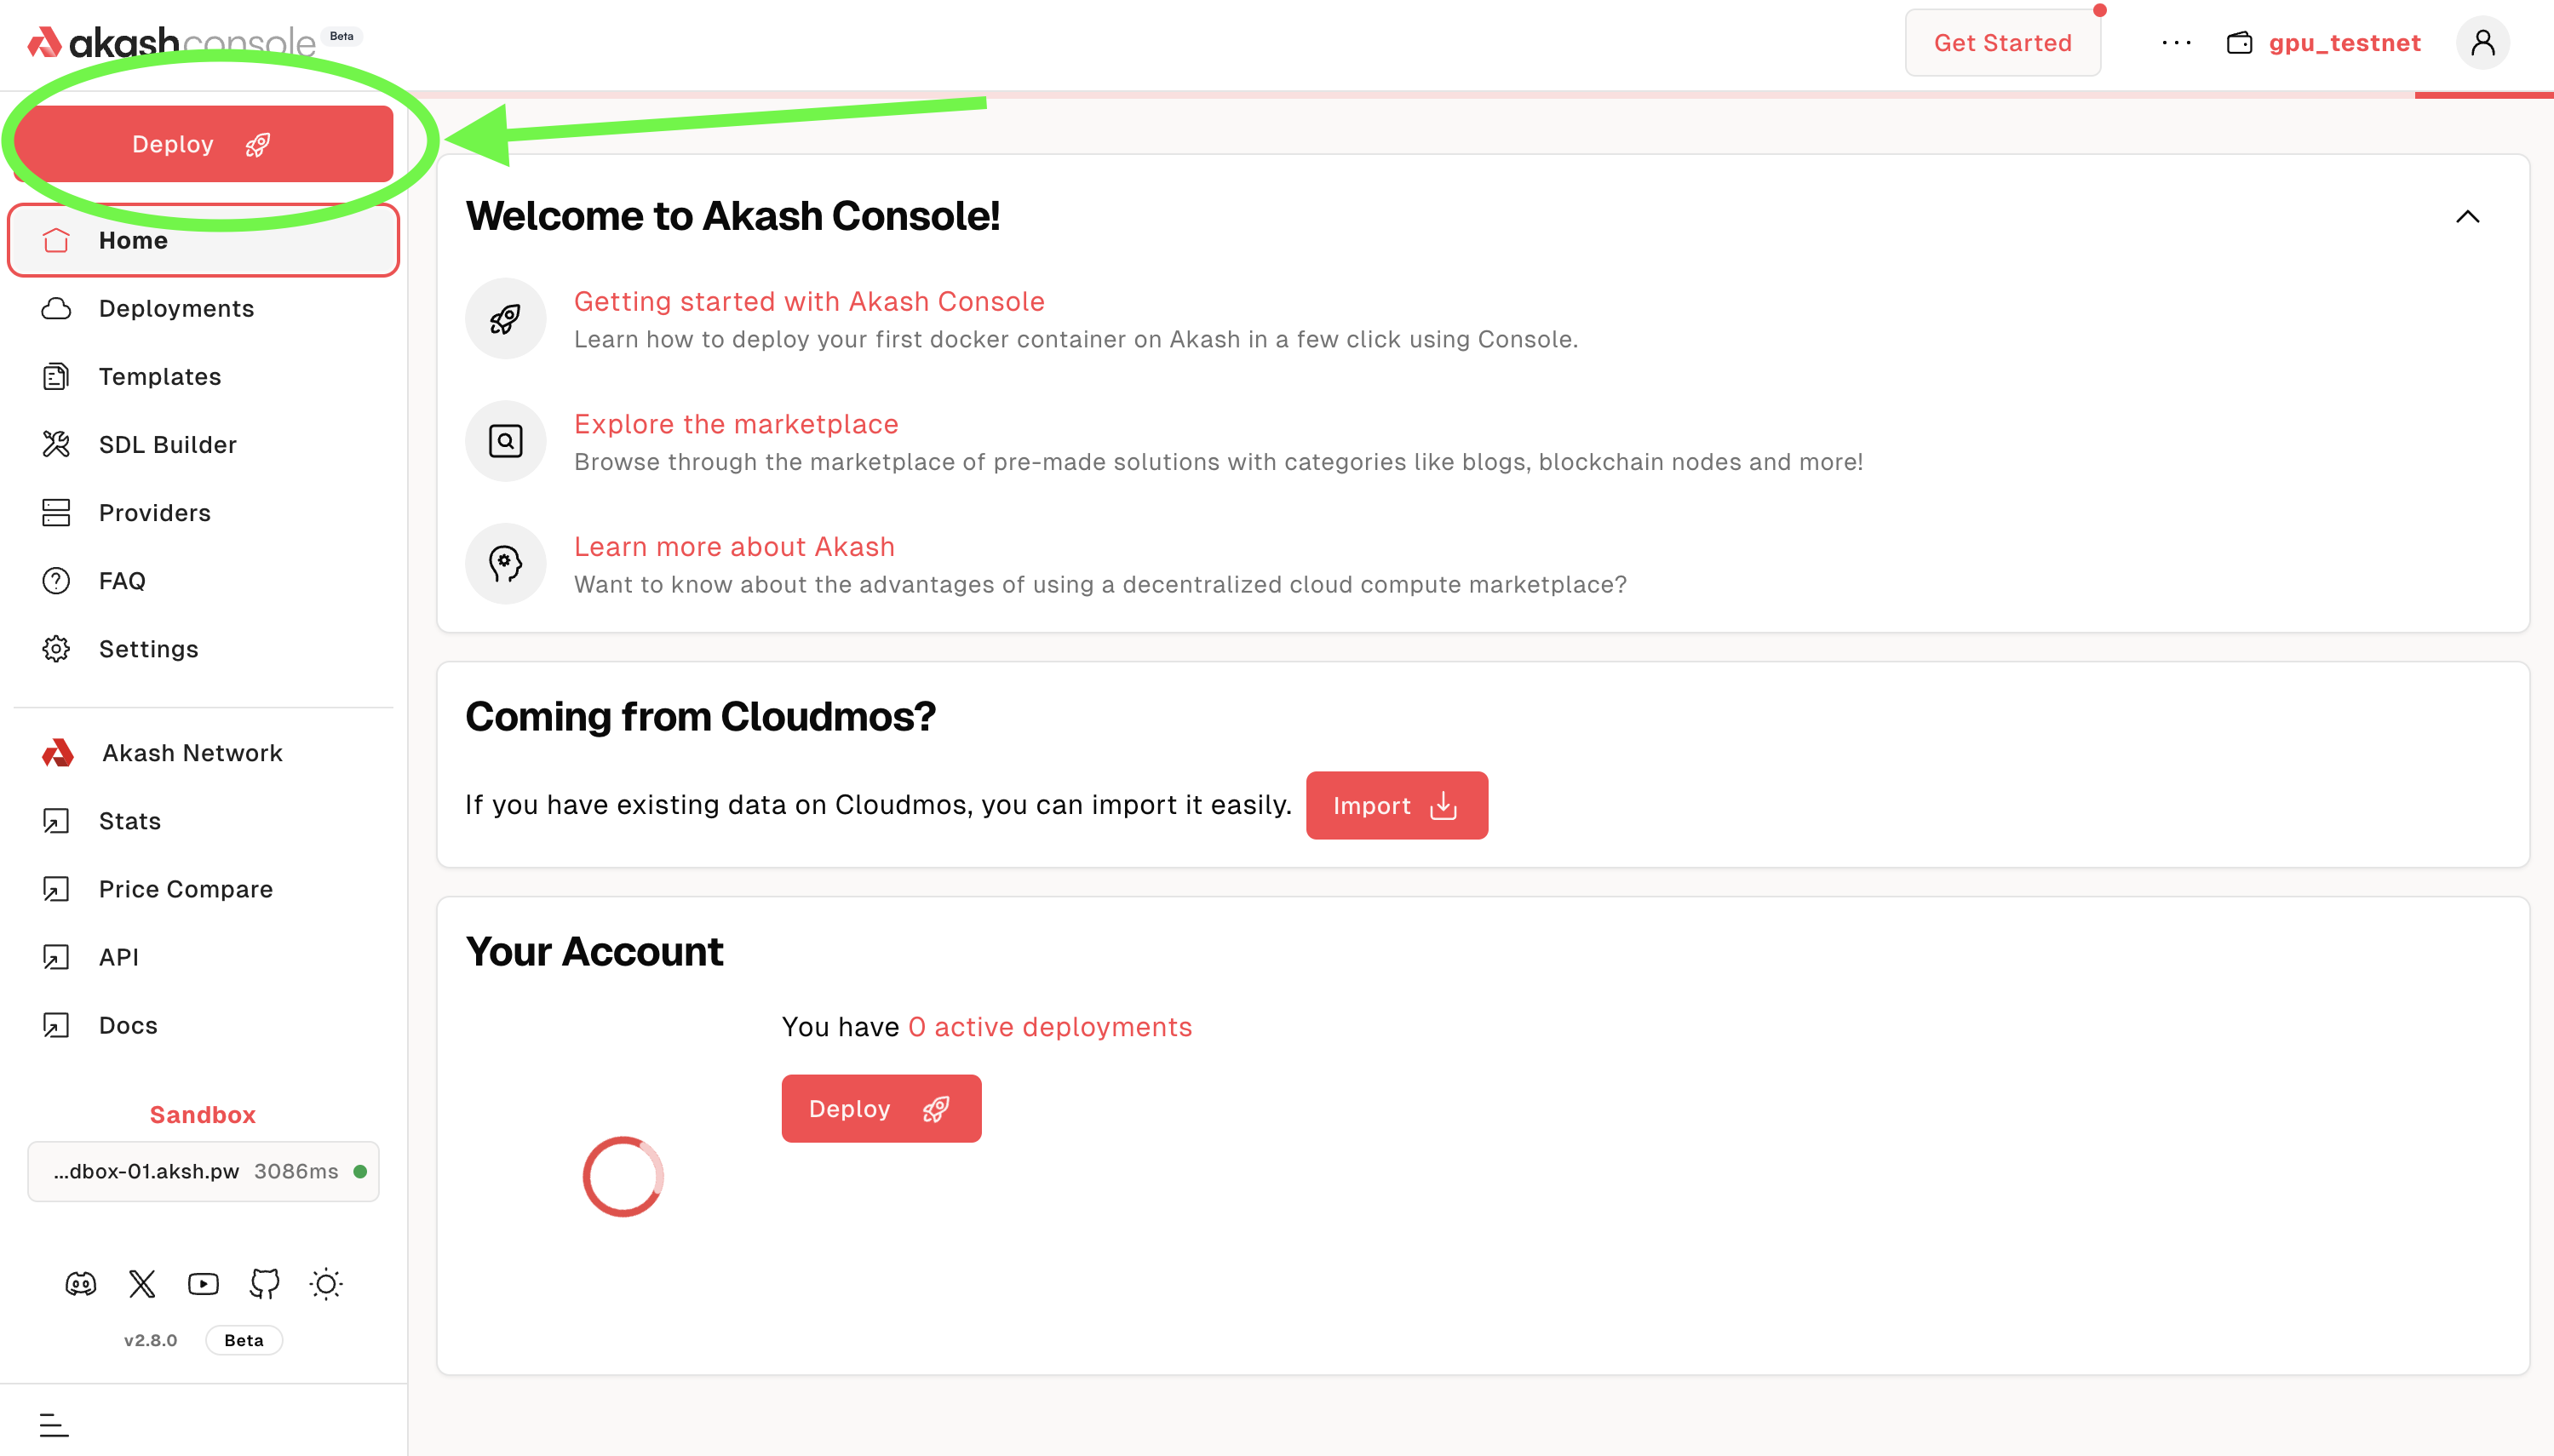 akashconsole Beta
Get Started
...
gpu_testnet
Deploy
Home
Deployments
Templates
SDL Builder
Providers
FAQ
Settings
Akash Network
Stats
Price Compare
API
Docs
Sandbox
...dbox-01.aksh.pw 3086ms
v2.8.0 Beta
Welcome to Akash Console!
Getting started with Akash Console
Learn how to deploy your first docker container on Akash in a few click using Console.
Explore the marketplace
Browse through the marketplace of pre-made solutions with categories like blogs, blockchain nodes and more!
Learn more about Akash
Want to know about the advantages of using a decentralized cloud compute marketplace?
Coming from Cloudmos?
If you have existing data on Cloudmos, you can import it easily. Import
Your Account
You have 0 active deployments
Deploy